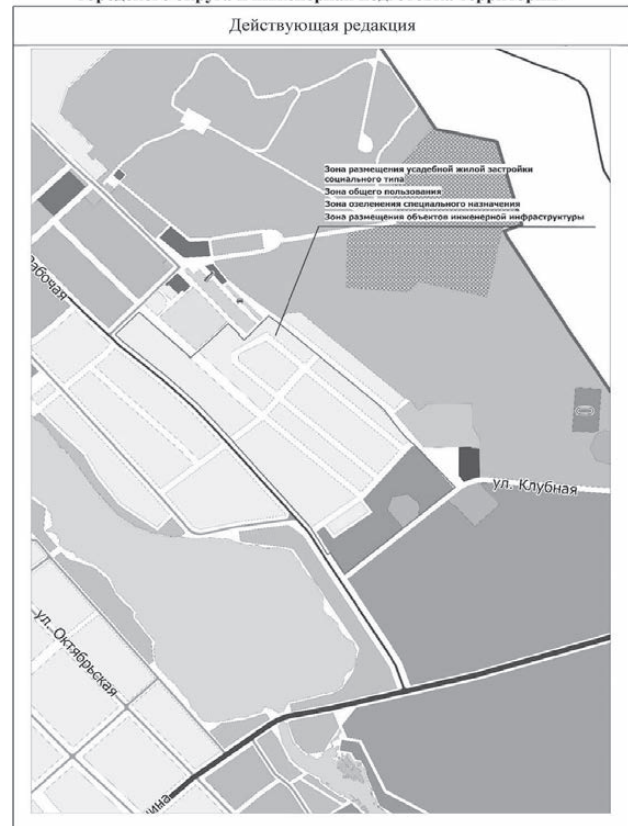 Действующая редакция
Зона размещения усадебной жилой застройки
социального типа
Зона общего пользования
Зона озеленения специального назначения
Зона размещения объектов инженерной инфраструктуры
Рабочая
ул. Клубная
ул. Октябрьская